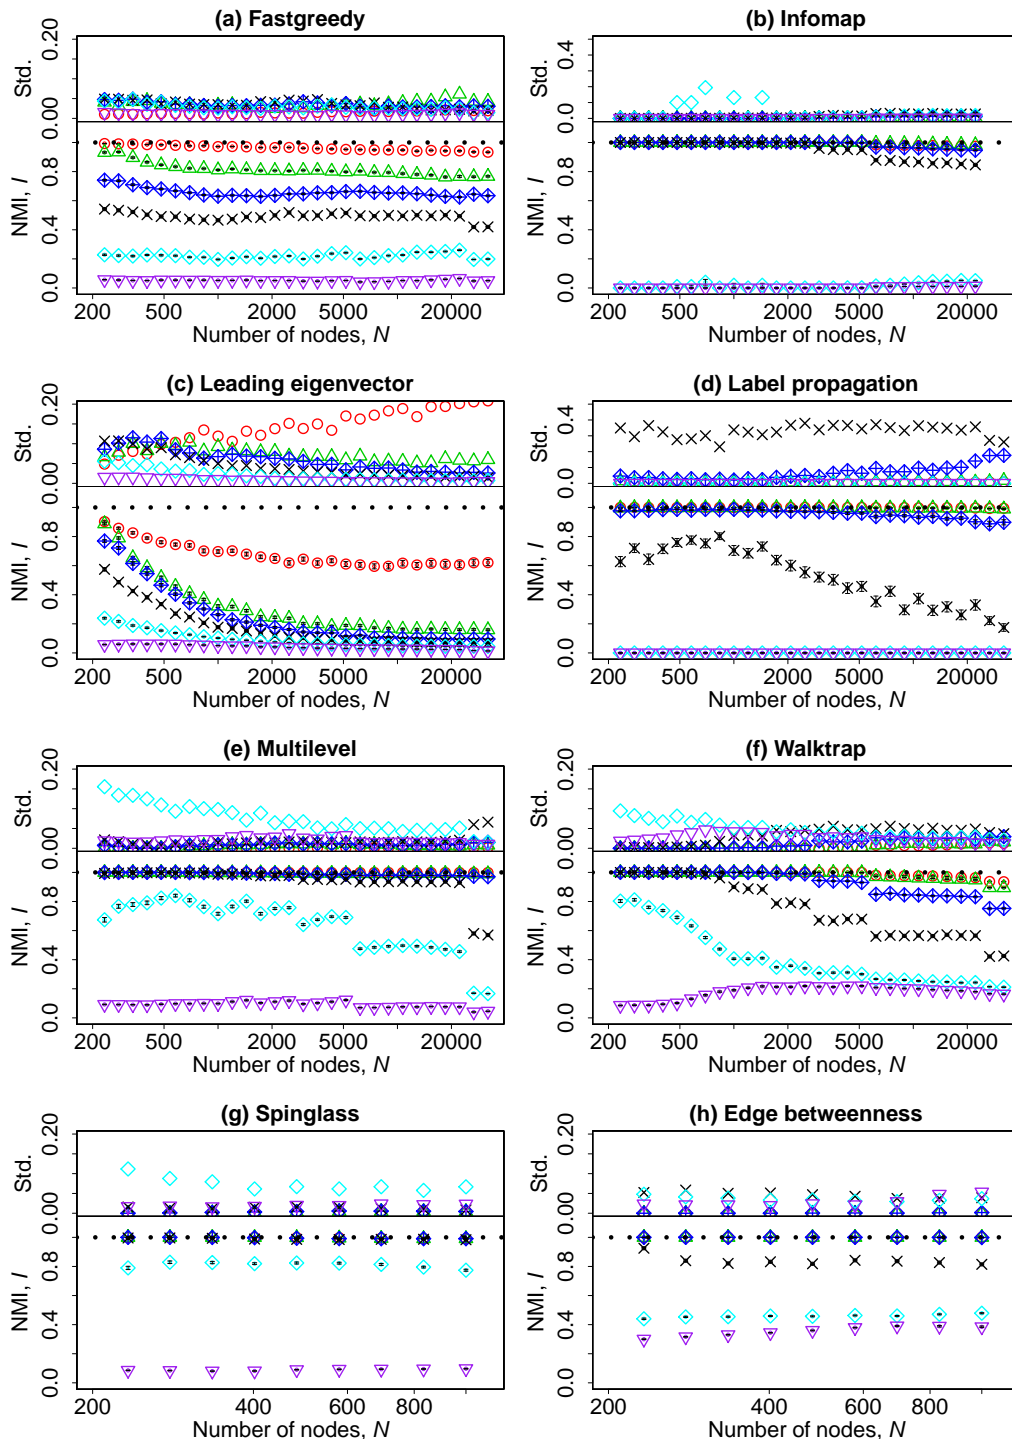 (a) Fastgreedy
(b) Infomap
Std.
0.00 0.20
NMI, I
0.0 0.4 0.8
200 500 5000 20000
Number of nodes, N
Std.
0.0 0.4
NMI, I
0.0 0.4 0.8
200 500 5000 20000
Number of nodes, N
(c) Leading eigenvector
(d) Label propagation
Std.
0.00 0.20
NMI, I
0.0 0.4 0.8
200 500 5000 20000
Number of nodes, N
Std.
0.0 0.4
NMI, I
0.0 0.4 0.8
200 500 5000 20000
Number of nodes, N
(e) Multilevel
(f) Walktrap
Std.
0.00 0.20
NMI, I
0.0 0.4 0.8
200 500 5000 20000
Number of nodes, N
Std.
0.00 0.20
NMI, I
0.0 0.4 0.8
200 500 5000 20000
Number of nodes, N
(g) Spinglass
(h) Edge betweenness
Std.
0.00 0.20
NMI, I
0.0 0.4 0.8
200 400 600 800
Number of nodes, N
Std.
0.00 0.20
NMI, I
0.0 0.4 0.8
200 400 600 800
Number of nodes, N